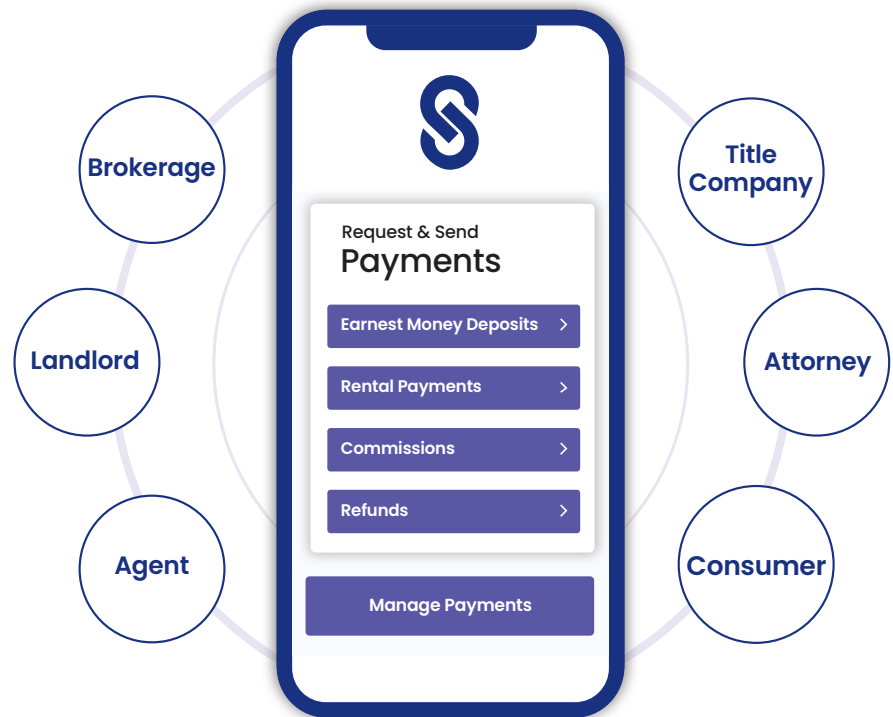 Brokerage
Landlord
Agent
Request & Send
Payments
Earnest Money Deposits
Rental Payments
Commissions
Refunds
Manage Payments
Title
Company
Attorney
Consumer